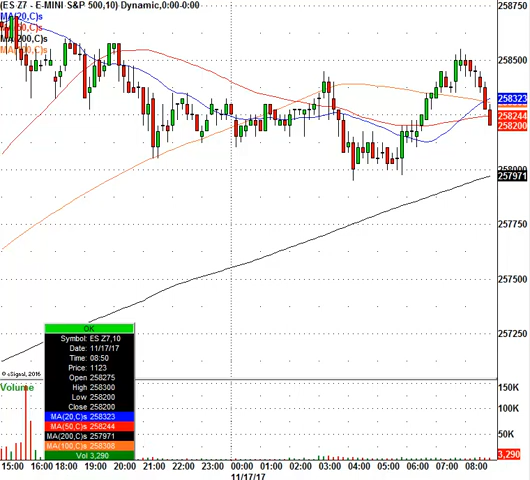 (ES Z7 - E-MINI S&P 500,10) Dynamic,0:00-0:00
MA(20,C)s
MA(50,C)s
MA(200,C)s
MA(100,C)s
258750
258500
258323
258244
258200
258000
257971
257750
257500
257250
OK
Symbol: ES Z7,10
Date: 11/17/17
Time: 08:50
Price: 1123
Open 258275
High 258300
Low 258200
Close 258200
MA(20,C)s 258323
MA(50,C)s 258244
MA(200,C)s 257971
MA(100,C)s 258308
Vol 3,290
© eSignal, 2016
Volume
150K
100K
50K
3,290
15:00 16:00 18:00 19:00 20:00 21:00 22:00 23:00 00:00 01:00 02:00 03:00 04:00 05:00 06:00 07:00 08:00
11/17/17